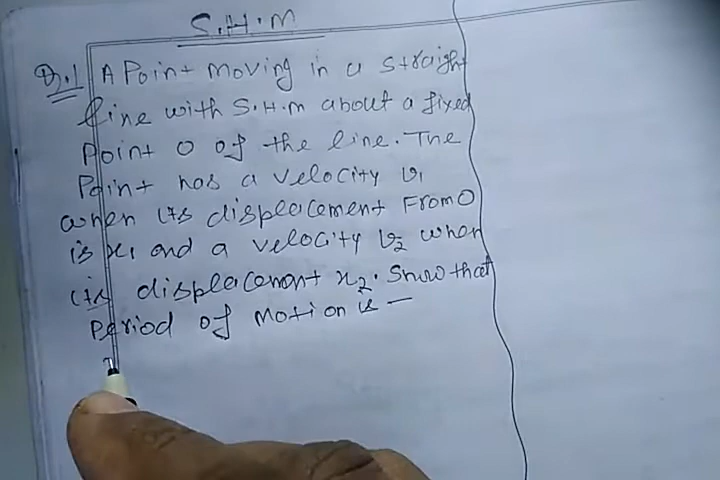 S.H.M
Q.1 A Point moving in a straight
line with S.H.m about a fixed
Point O of the line. The
Point has a velocity v1
when its displacement From O
is x1 and a velocity v2 when
its displacement x2. Show that
Period of motion is —